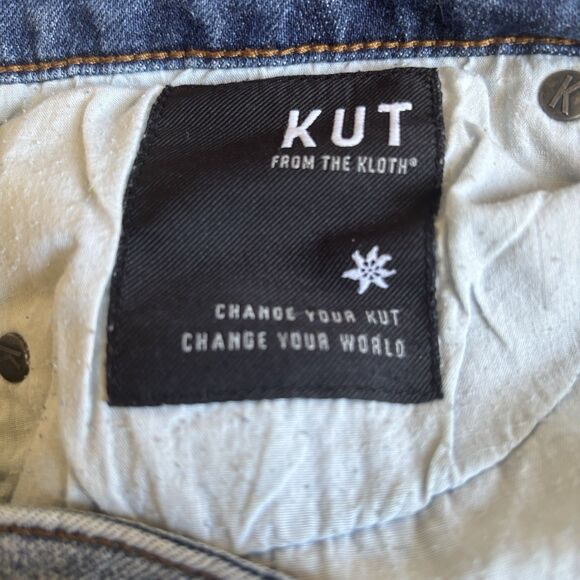 KUT
FROM THE KLOTH®
CHANGE YOUR KUT
CHANGE YOUR WORLD
K
K